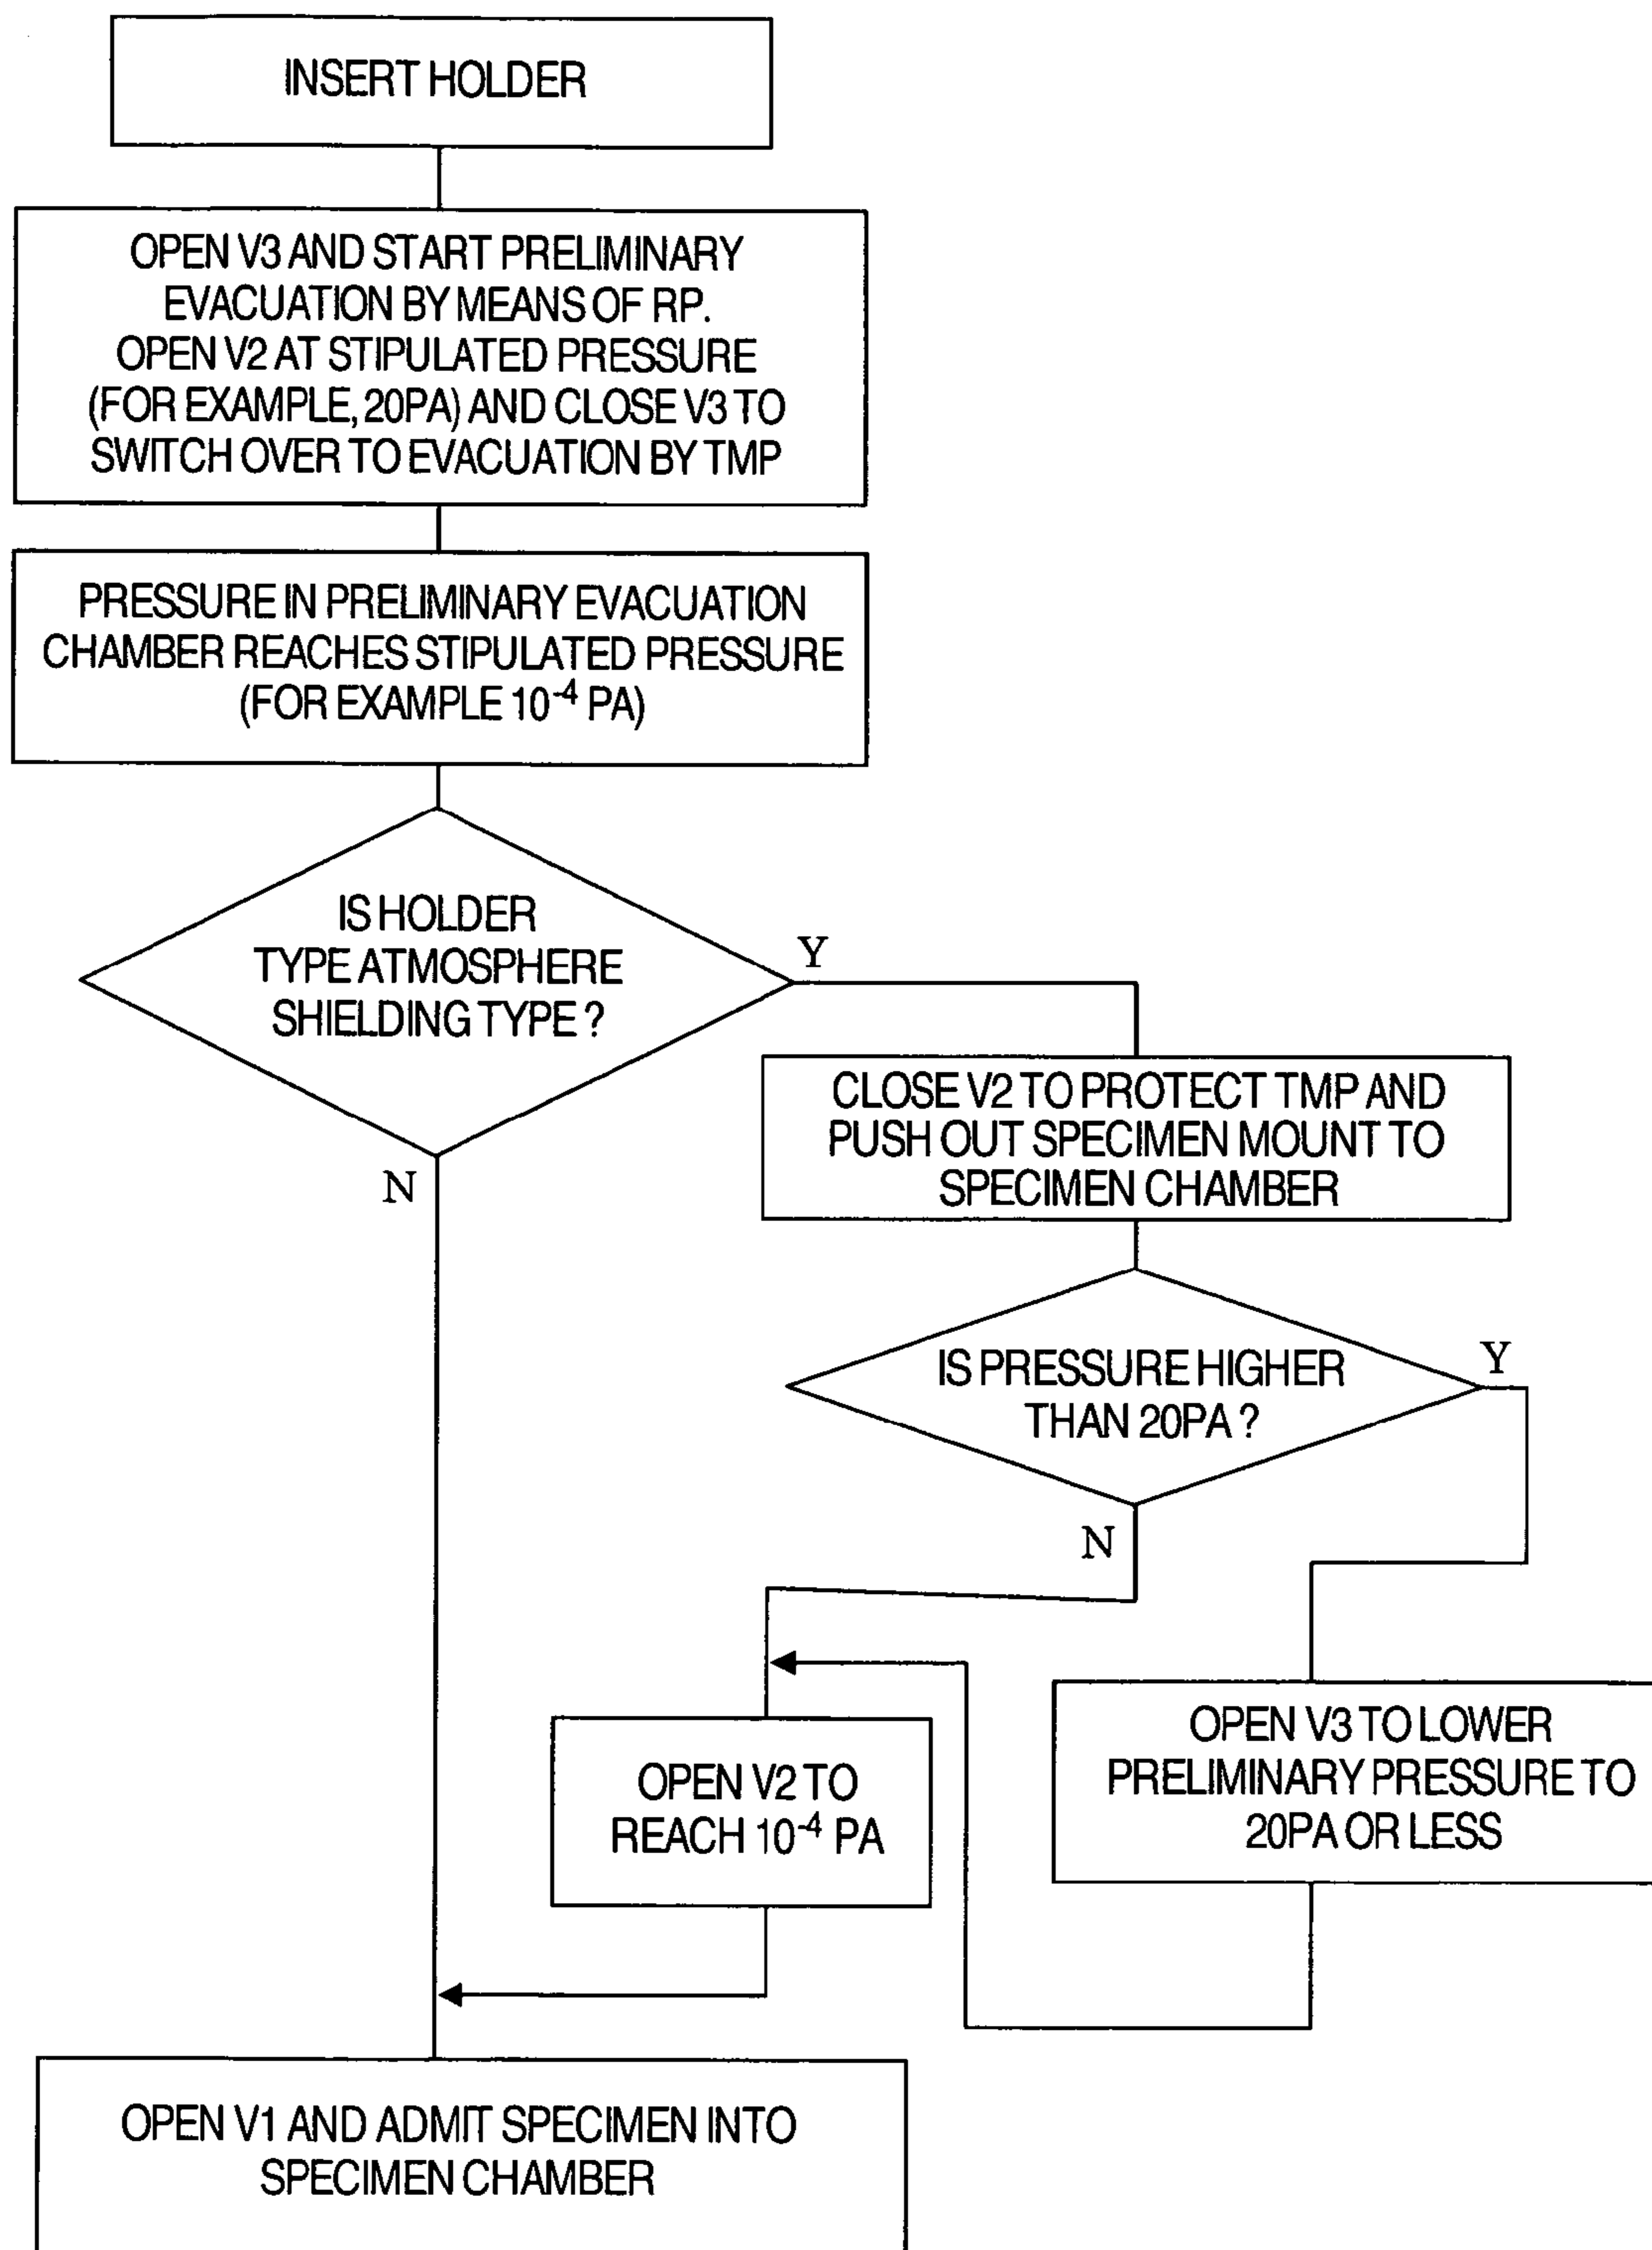 INSERT HOLDER
OPEN V3 AND START PRELIMINARY
EVACUATION BY MEANS OF RP.
OPEN V2 AT STIPULATED PRESSURE
(FOR EXAMPLE, 20PA) AND CLOSE V3 TO
SWITCH OVER TO EVACUATION BY TMP
PRESSURE IN PRELIMINARY EVACUATION
CHAMBER REACHES STIPULATED PRESSURE
(FOR EXAMPLE 10⁻⁴ PA)
IS HOLDER
TYPE ATMOSPHERE
SHIELDING TYPE ?
Y
N
CLOSE V2 TO PROTECT TMP AND
PUSH OUT SPECIMEN MOUNT TO
SPECIMEN CHAMBER
IS PRESSURE HIGHER
THAN 20PA ?
Y
N
OPEN V3 TO LOWER
PRELIMINARY PRESSURE TO
20PA OR LESS
OPEN V2 TO
REACH 10⁻⁴ PA
OPEN V1 AND ADMIT SPECIMEN INTO
SPECIMEN CHAMBER